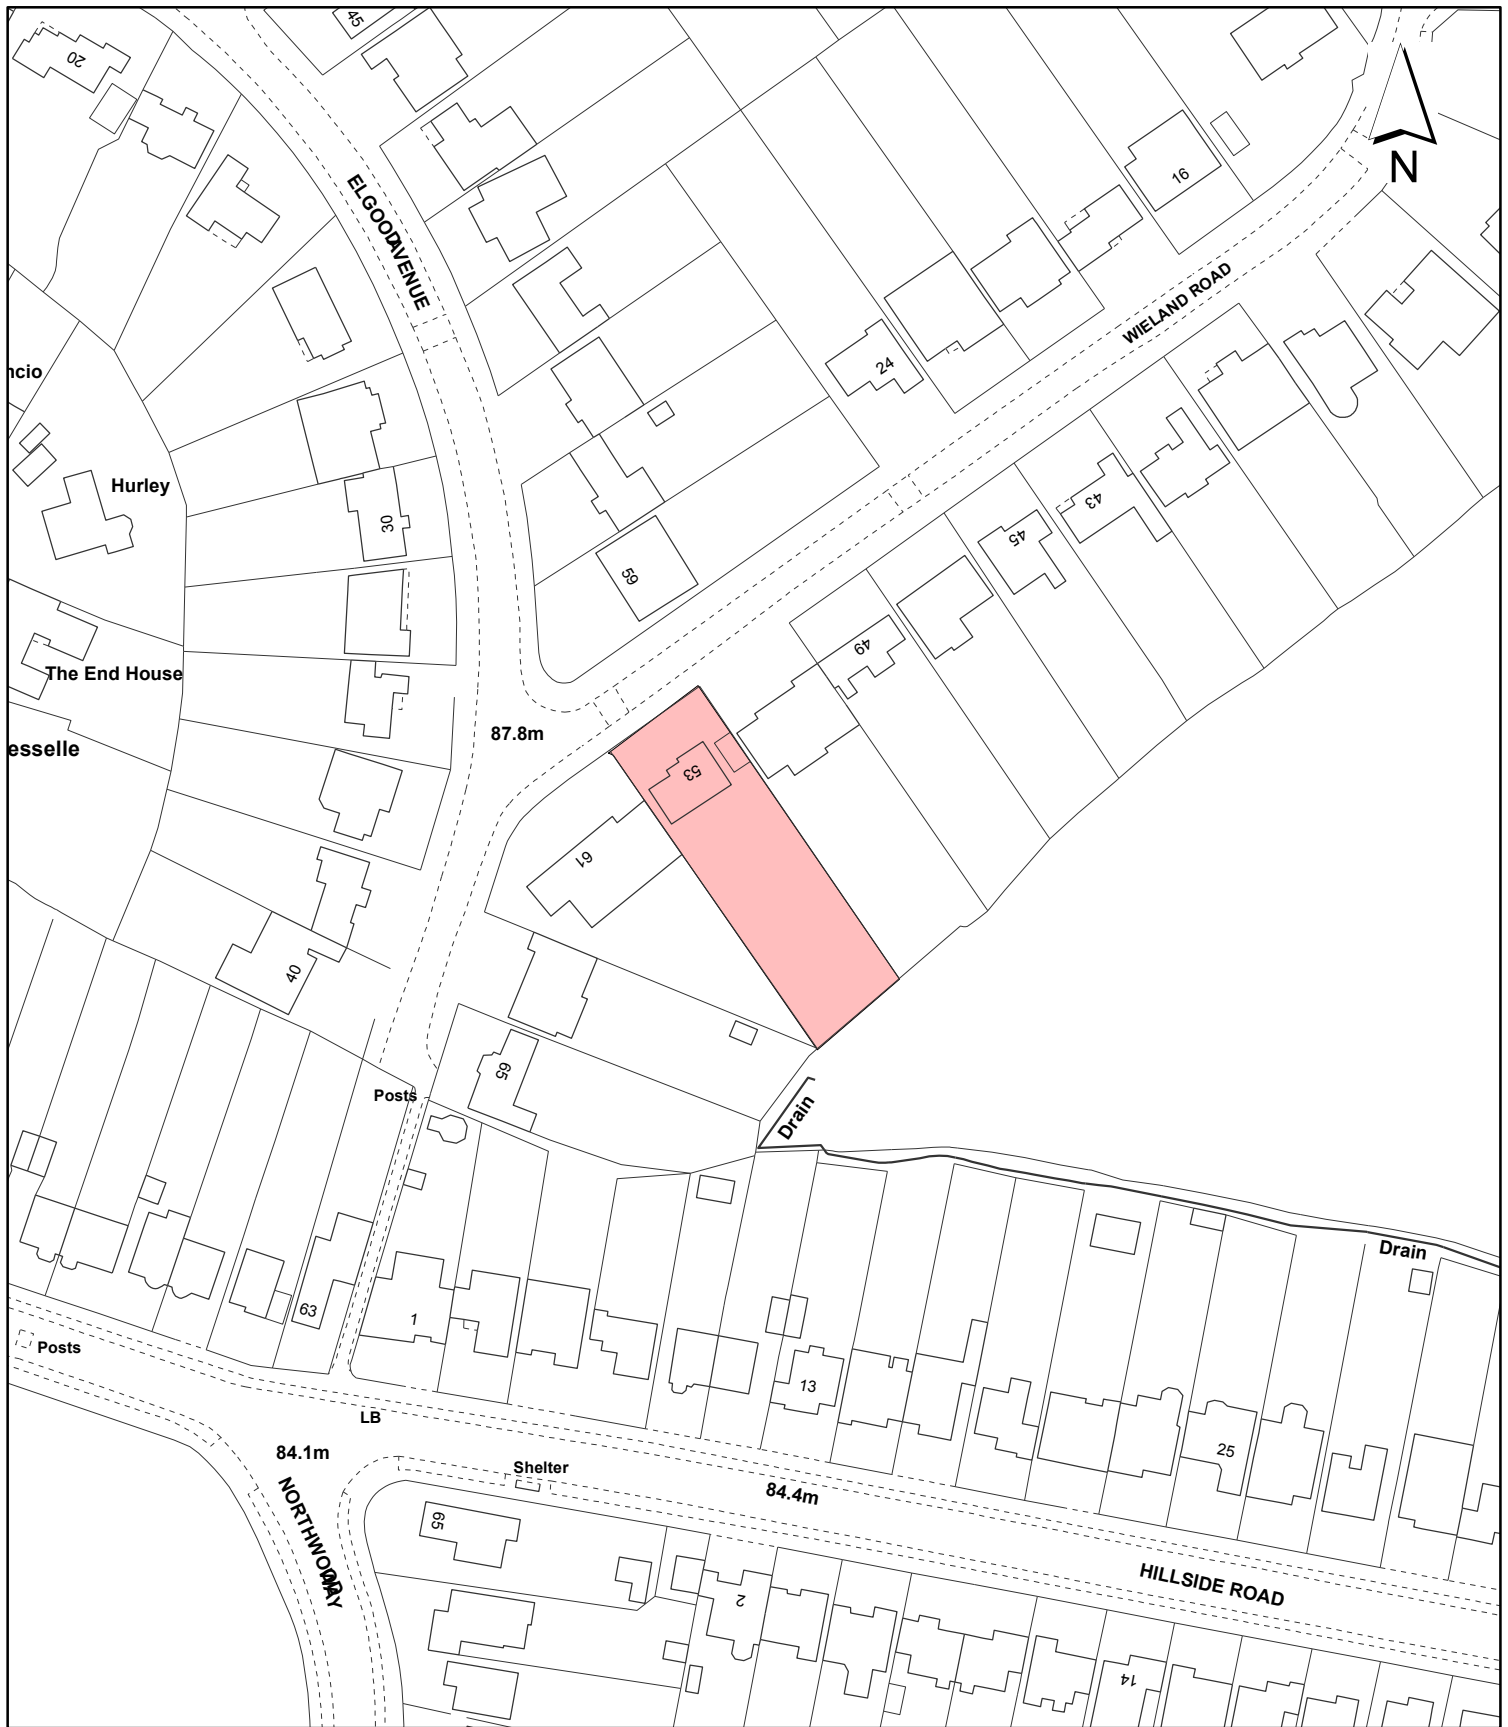 45
20
ELGOOD AVENUE
N
16
WIELAND ROAD
24
ncio
Hurley
30
43
45
59
49
The End House
87.8m
esselle
53
61
40
65
Posts
Drain
Drain
63
1
Posts
13
LB
25
84.1m
Shelter
84.4m
NORTHWOOD WAY
65
HILLSIDE ROAD
2
14